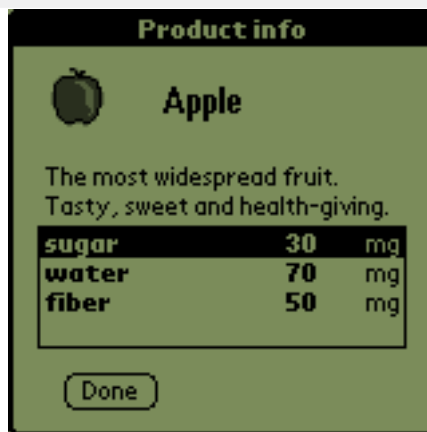 Product info
Apple
The most widespread fruit.
Tasty, sweet and health-giving.
sugar 30 mg
water 70 mg
fiber 50 mg
Done